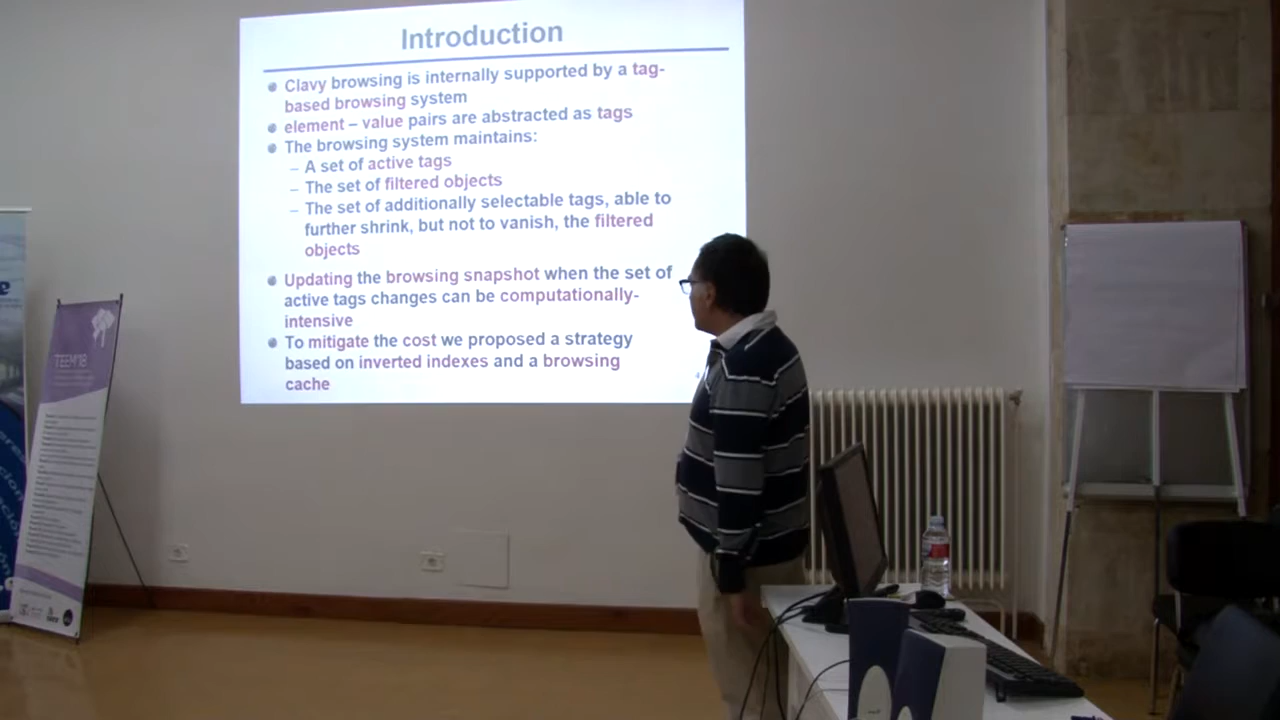 Introduction
Clavy browsing is internally supported by a tag-
based browsing system
element – value pairs are abstracted as tags
The browsing system maintains:
– A set of active tags
– The set of filtered objects
– The set of additionally selectable tags, able to
further shrink, but not to vanish, the filtered
objects
Updating the browsing snapshot when the set of
active tags changes can be computationally-
intensive
To mitigate the cost we proposed a strategy
based on inverted indexes and a browsing
cache
TEEM'18